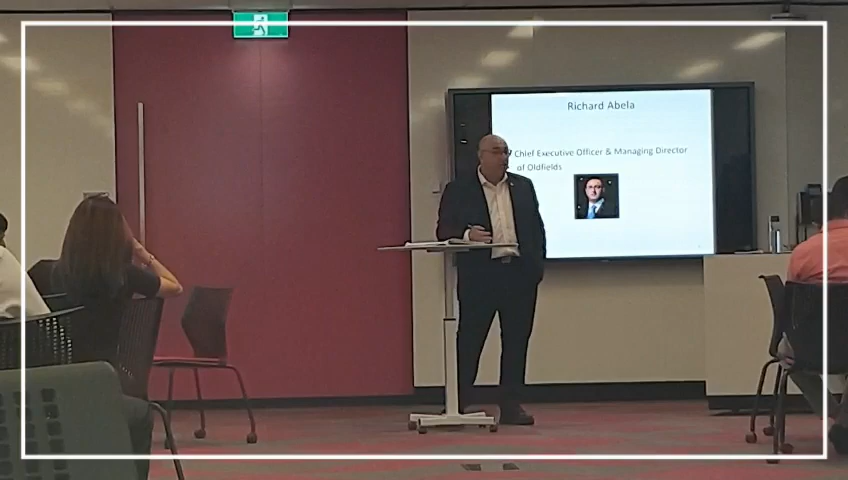 Richard Abela
Chief Executive Officer & Managing Director
of Oldfields